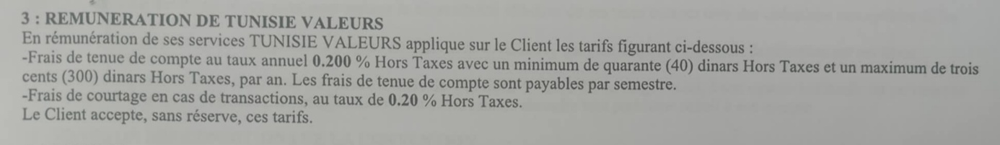 3 : REMUNERATION DE TUNISIE VALEURS
En rémunération de ses services TUNISIE VALEURS applique sur le Client les tarifs figurant ci-dessous :
-Frais de tenue de compte au taux annuel 0.200 % Hors Taxes avec un minimum de quarante (40) dinars Hors Taxes et un maximum de trois
cents (300) dinars Hors Taxes, par an. Les frais de tenue de compte sont payables par semestre.
-Frais de courtage en cas de transactions, au taux de 0.20 % Hors Taxes.
Le Client accepte, sans réserve, ces tarifs.